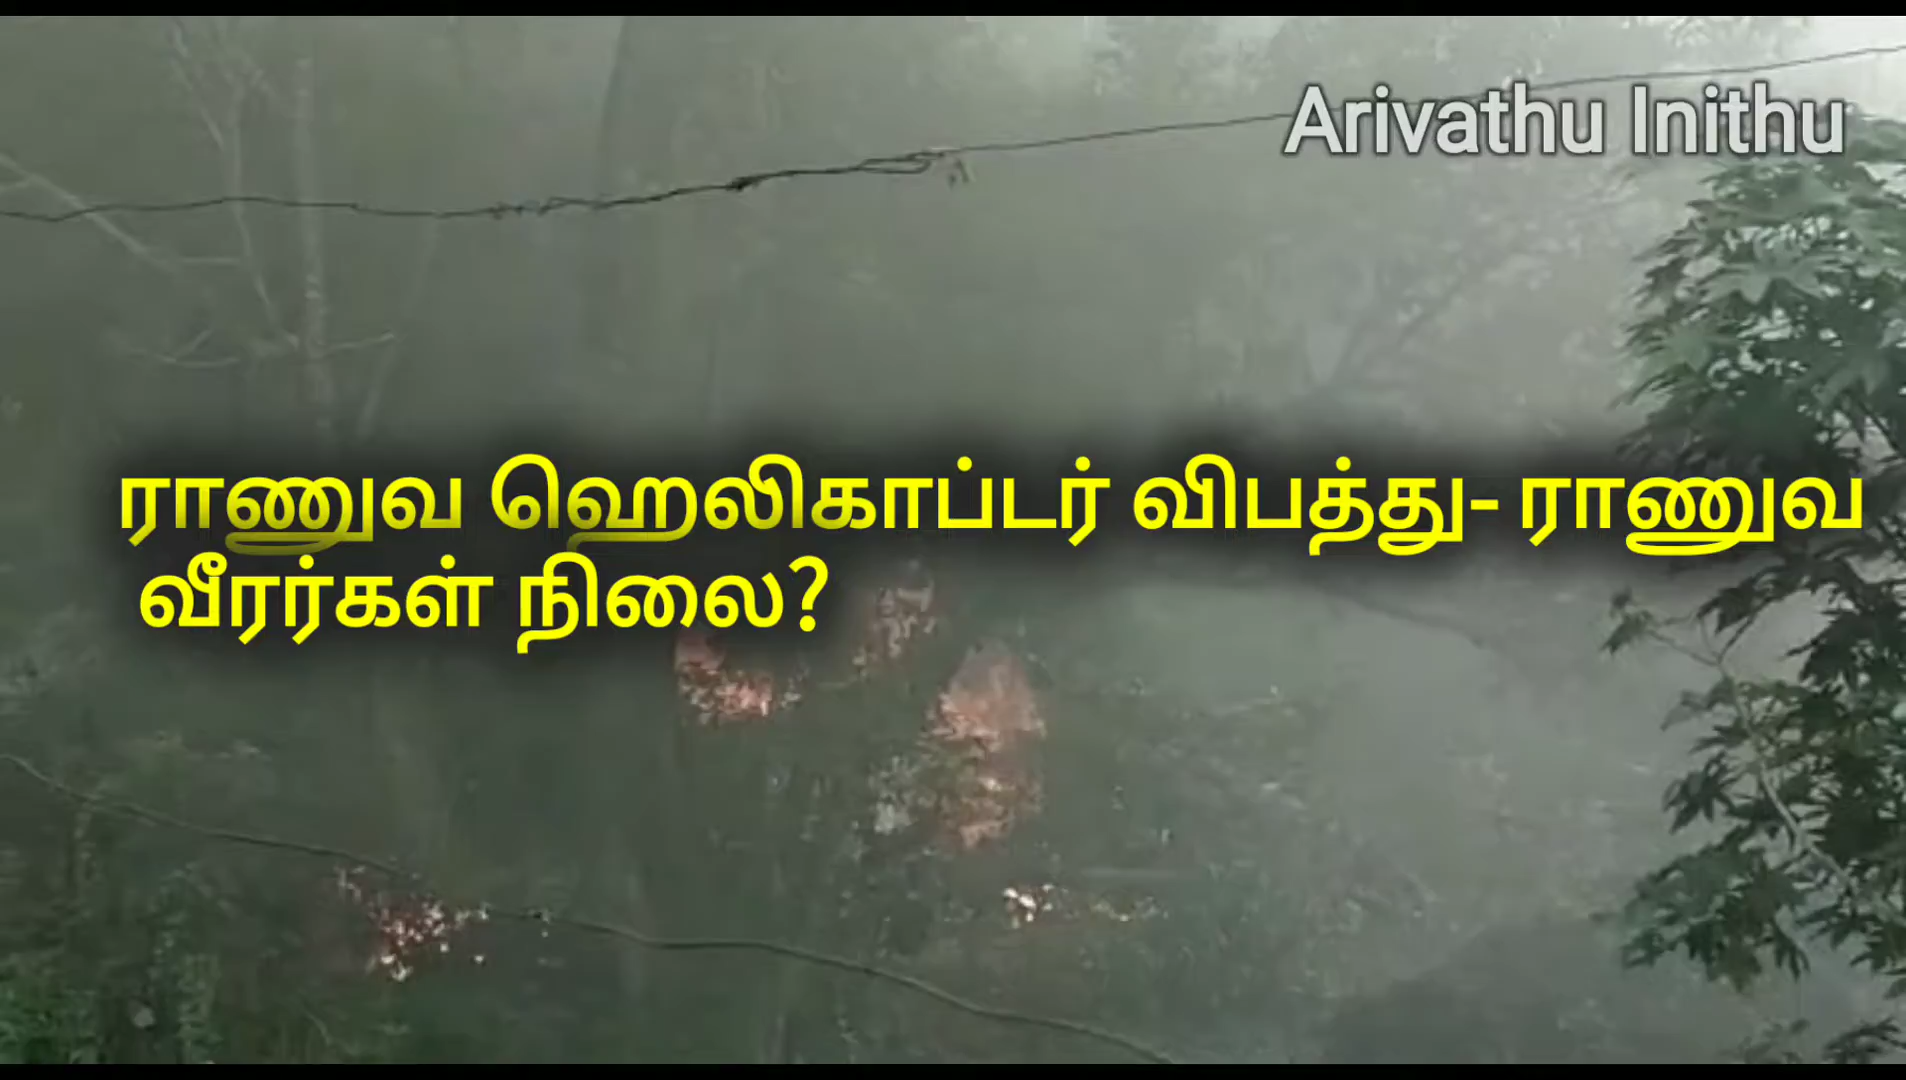 Arivathu Inithu
ராணுவ ஹெலிகாப்டர் விபத்து- ராணுவ
வீரர்கள் நிலை?